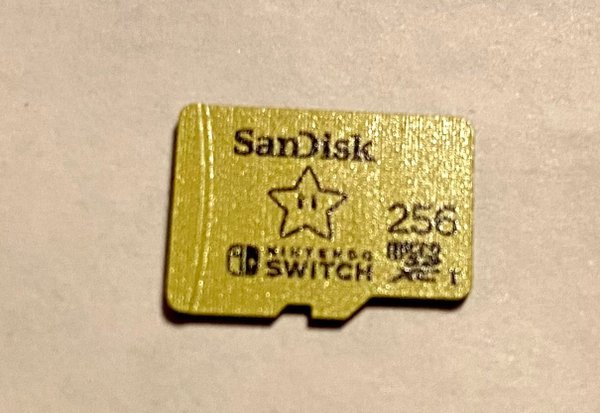 SanDisk
256
NINTENDO
SWITCH
micro
XC I